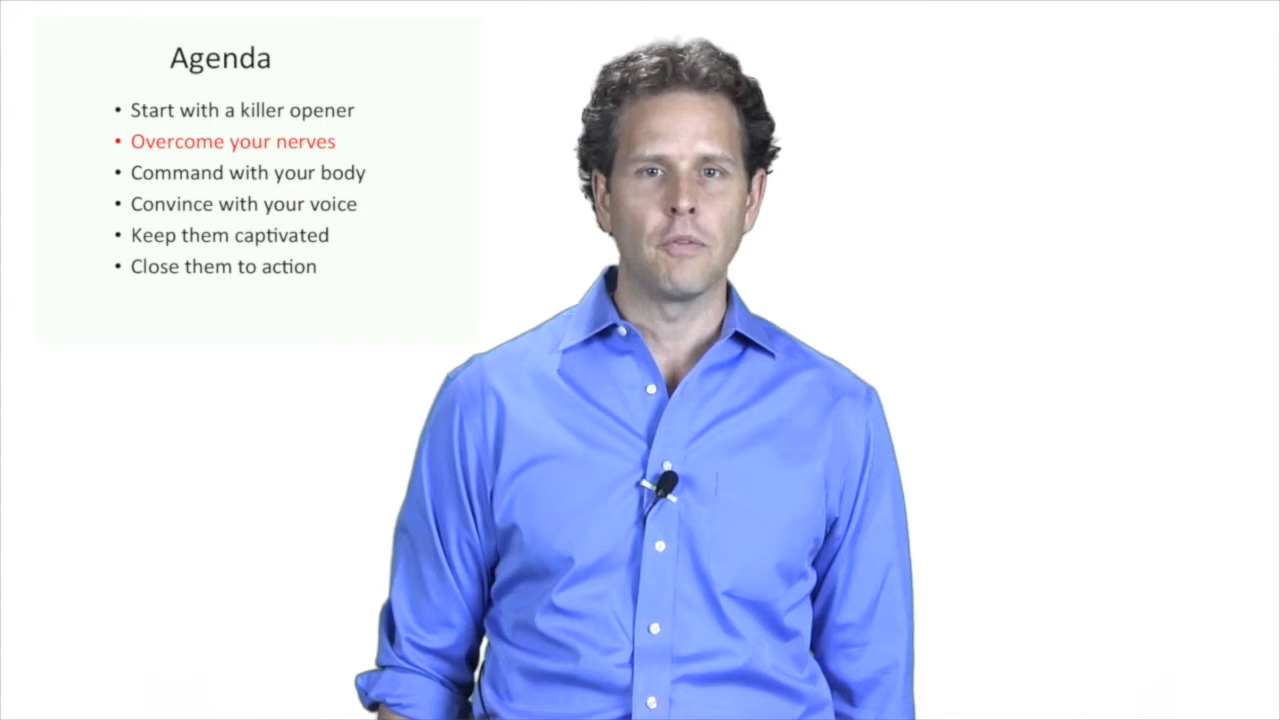 Agenda
• Start with a killer opener
• Overcome your nerves
• Command with your body
• Convince with your voice
• Keep them captivated
• Close them to action